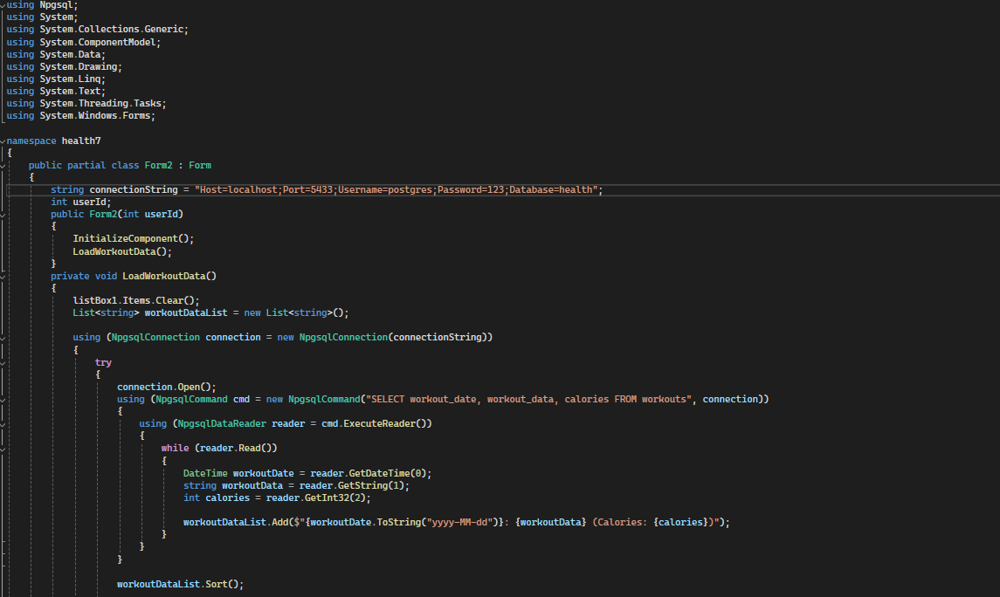 using Npgsql;
using System;
using System.Collections.Generic;
using System.ComponentModel;
using System.Data;
using System.Drawing;
using System.Linq;
using System.Text;
using System.Threading.Tasks;
using System.Windows.Forms;
namespace health7
{
public partial class Form2 : Form
{
string connectionString = "Host=localhost;Port=5433;Username=postgres;Password=123;Database=health";
int userId;
public Form2(int userId)
{
InitializeComponent();
LoadWorkoutData();
}
private void LoadWorkoutData()
{
listBox1.Items.Clear();
List<string> workoutDataList = new List<string>();
using (NpgsqlConnection connection = new NpgsqlConnection(connectionString))
{
try
{
connection.Open();
using (NpgsqlCommand cmd = new NpgsqlCommand("SELECT workout_date, workout_data, calories FROM workouts", connection))
{
using (NpgsqlDataReader reader = cmd.ExecuteReader())
{
while (reader.Read())
{
DateTime workoutDate = reader.GetDateTime(0);
string workoutData = reader.GetString(1);
int calories = reader.GetInt32(2);
workoutDataList.Add($"{workoutDate.ToString("yyyy-MM-dd")}: {workoutData} (Calories: {calories})");
}
}
}
workoutDataList.Sort();